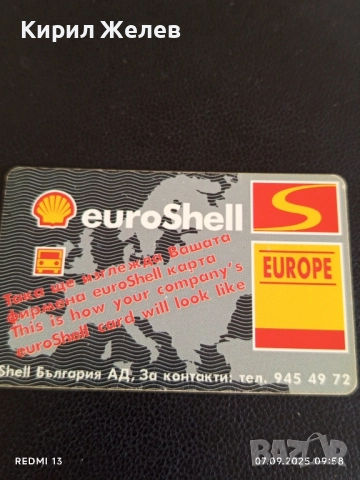 Кирил Желев
euroShell
S
EUROPE
Така ще изглежда Вашата
фирмена euroShell карта
This is how your company's
euroShell card will look like
Shell България АД, За контакти: тел. 945 49 72
REDMI 13
07.09.2025 09:58
БАЗАР